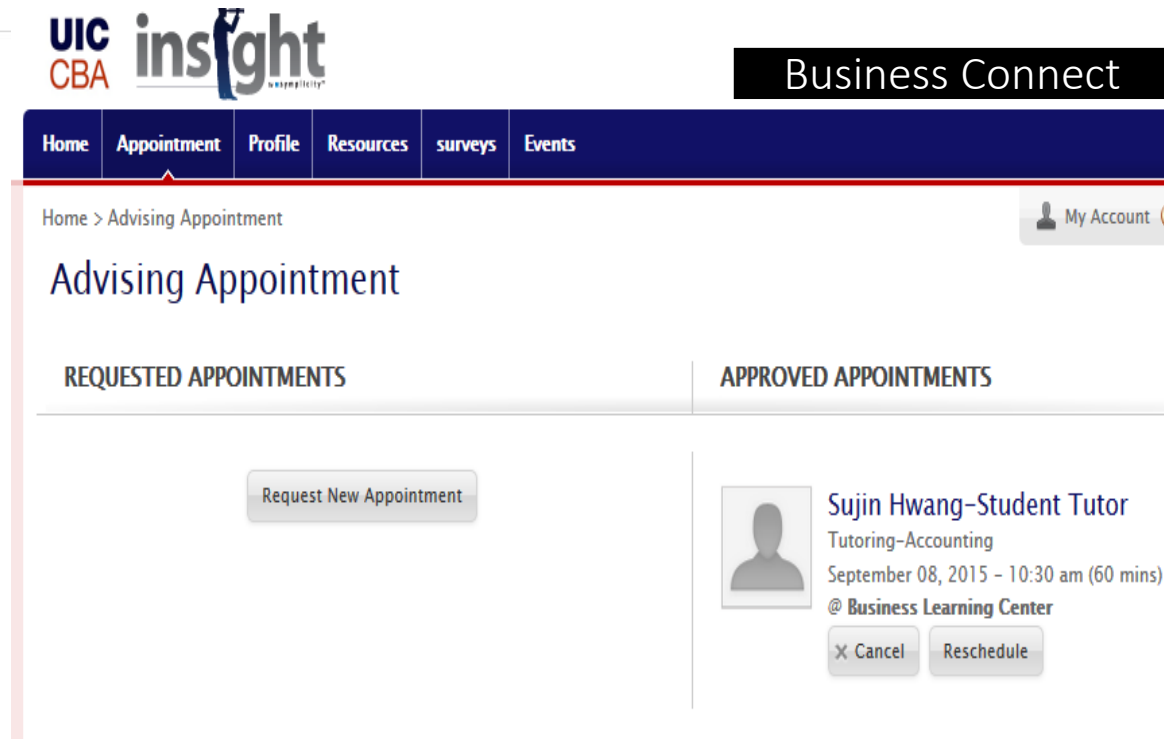 UIC
CBA
insight
by symplicity
Business Connect
Home Appointment Profile Resources surveys Events
Home > Advising Appointment
My Account
Advising Appointment
REQUESTED APPOINTMENTS
APPROVED APPOINTMENTS
Request New Appointment
Sujin Hwang-Student Tutor
Tutoring-Accounting
September 08, 2015 - 10:30 am (60 mins)
@ Business Learning Center
x Cancel Reschedule